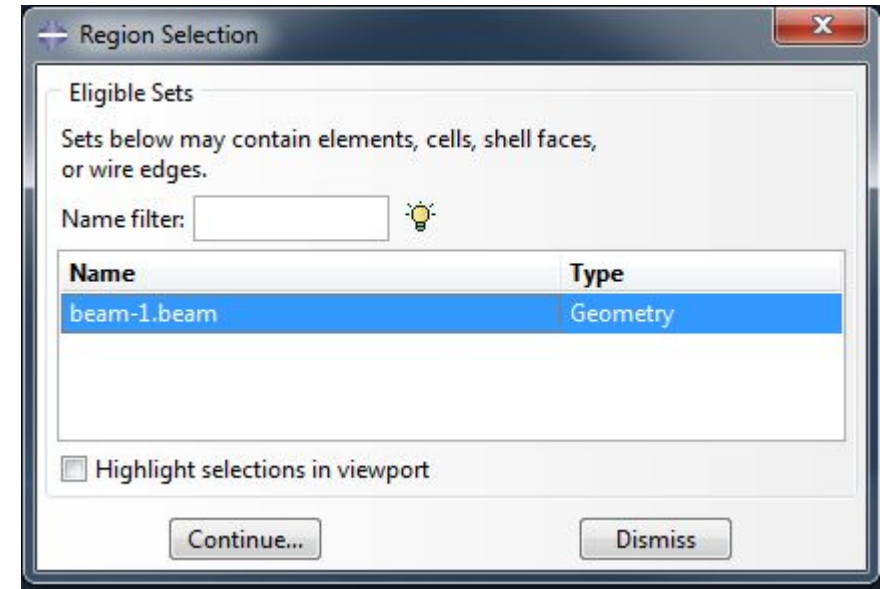 Region Selection
Eligible Sets
Sets below may contain elements, cells, shell faces,
or wire edges.
Name filter:
Name Type
beam-1.beam Geometry
Highlight selections in viewport
Continue... Dismiss